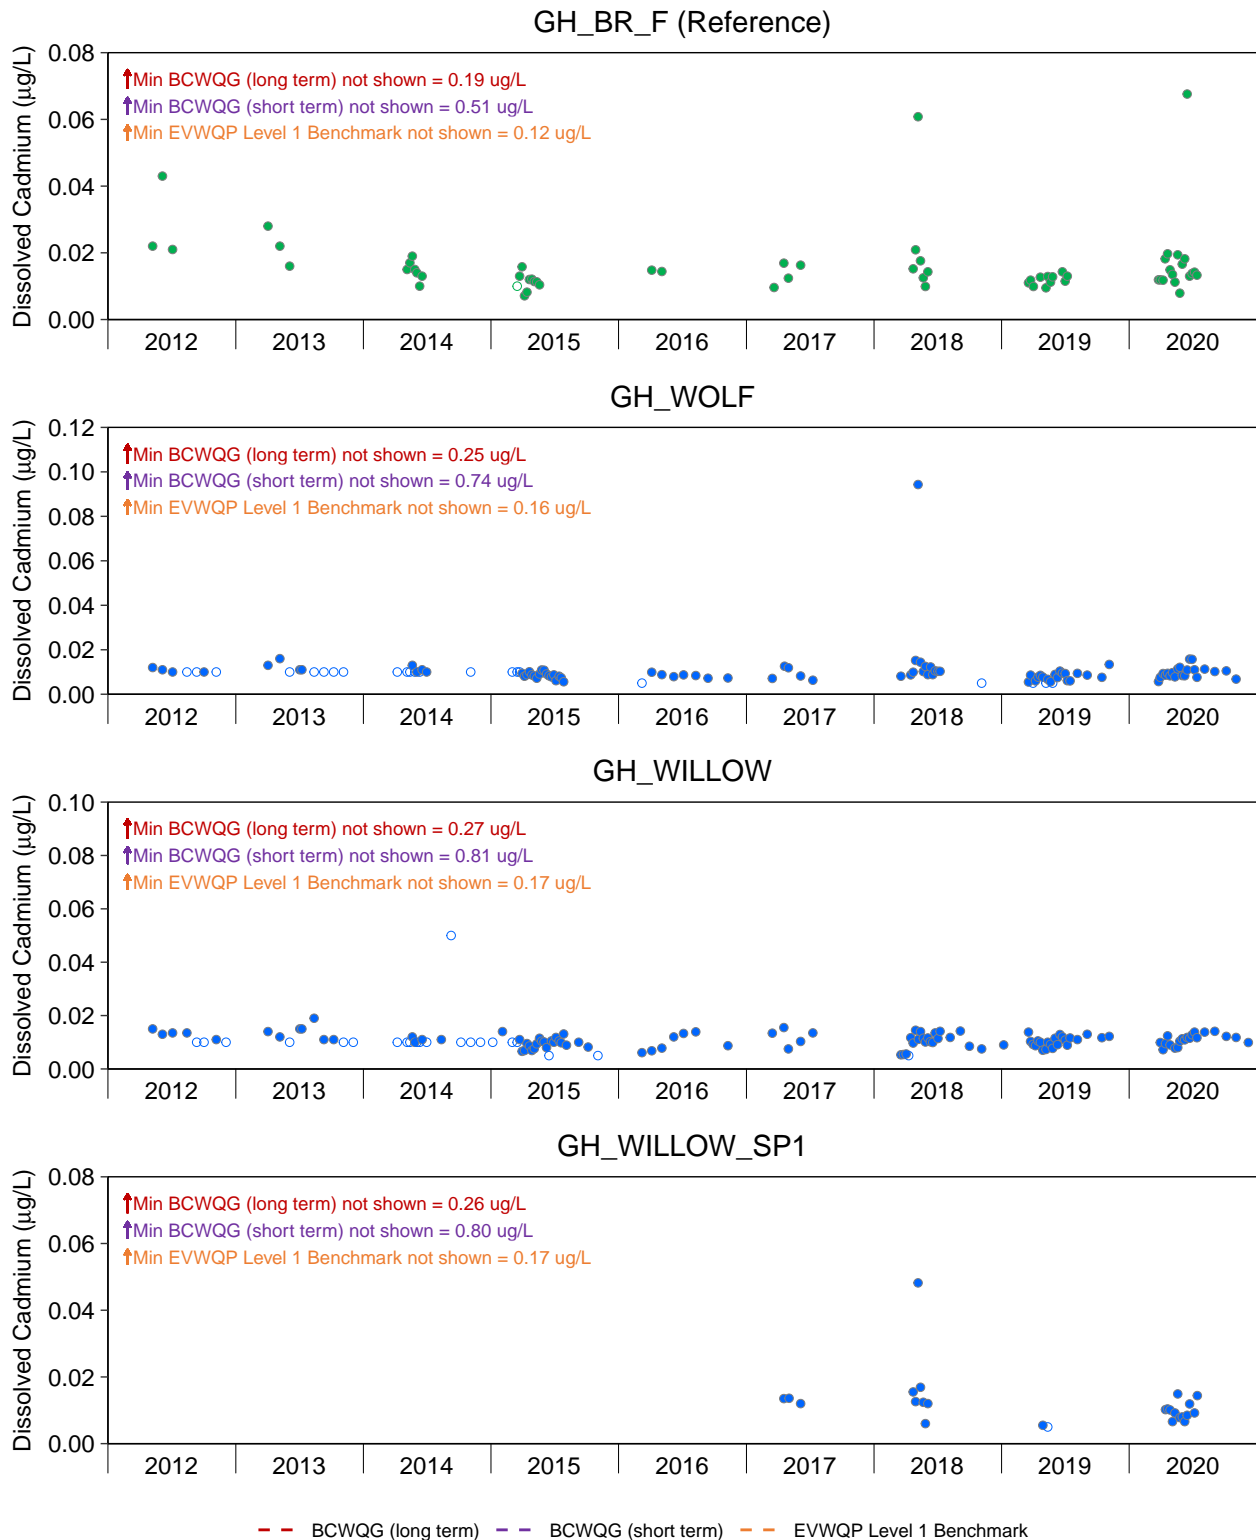 GH_BR_F (Reference)
Dissolved Cadmium (µg/L)
0.08
0.06
0.04
0.02
0.00
Min BCWQG (long term) not shown = 0.19 ug/L
Min BCWQG (short term) not shown = 0.51 ug/L
Min EVWQP Level 1 Benchmark not shown = 0.12 ug/L
2012 2013 2014 2015 2016 2017 2018 2019 2020
GH_WOLF
Dissolved Cadmium (µg/L)
0.12
0.10
0.08
0.06
0.04
0.02
0.00
Min BCWQG (long term) not shown = 0.25 ug/L
Min BCWQG (short term) not shown = 0.74 ug/L
Min EVWQP Level 1 Benchmark not shown = 0.16 ug/L
2012 2013 2014 2015 2016 2017 2018 2019 2020
GH_WILLOW
Dissolved Cadmium (µg/L)
0.10
0.08
0.06
0.04
0.02
0.00
Min BCWQG (long term) not shown = 0.27 ug/L
Min BCWQG (short term) not shown = 0.81 ug/L
Min EVWQP Level 1 Benchmark not shown = 0.17 ug/L
2012 2013 2014 2015 2016 2017 2018 2019 2020
GH_WILLOW_SP1
Dissolved Cadmium (µg/L)
0.08
0.06
0.04
0.02
0.00
Min BCWQG (long term) not shown = 0.26 ug/L
Min BCWQG (short term) not shown = 0.80 ug/L
Min EVWQP Level 1 Benchmark not shown = 0.17 ug/L
2012 2013 2014 2015 2016 2017 2018 2019 2020
BCWQG (long term) BCWQG (short term) EVWQP Level 1 Benchmark